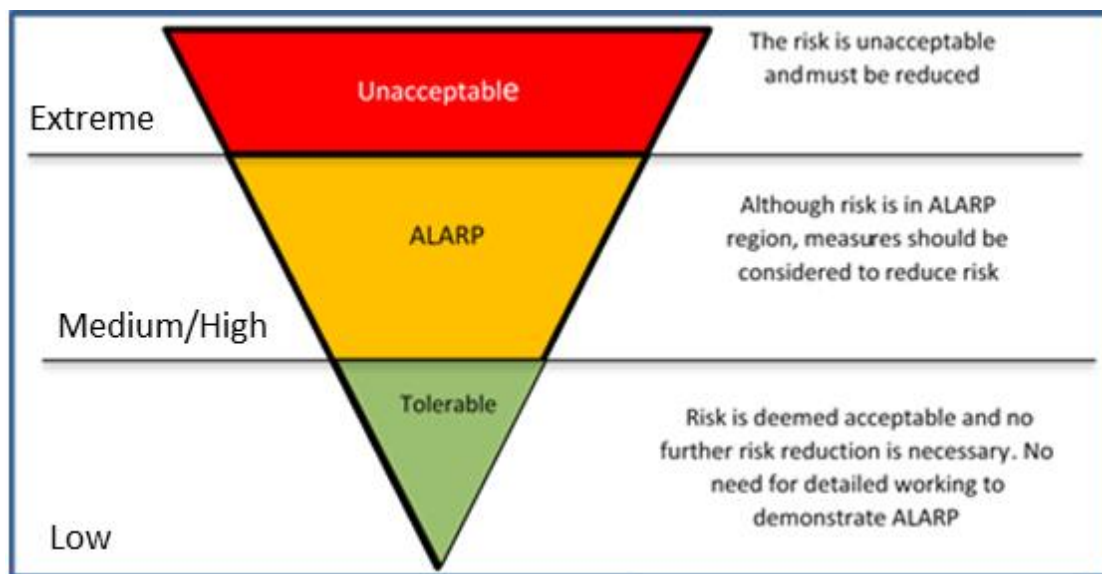 The risk is unacceptable
and must be reduced
Unacceptable
Extreme
Although risk is in ALARP
region, measures should be
considered to reduce risk
ALARP
Medium/High
Tolerable
Risk is deemed acceptable and no
further risk reduction is necessary. No
need for detailed working to
demonstrate ALARP
Low